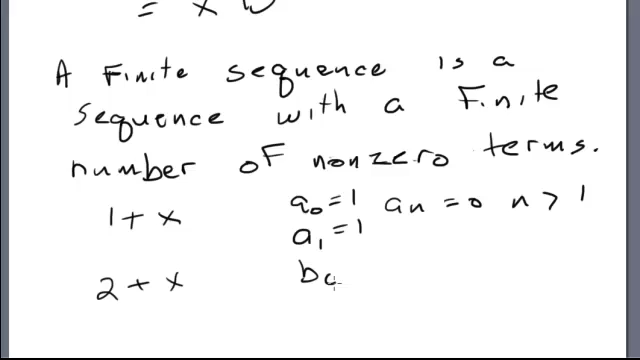 = x
A Finite sequence is a
sequence with a Finite
number of nonzero terms.
1 + x a₀ = 1 aₙ = 0 n > 1
a₁ = 1
2 + x b